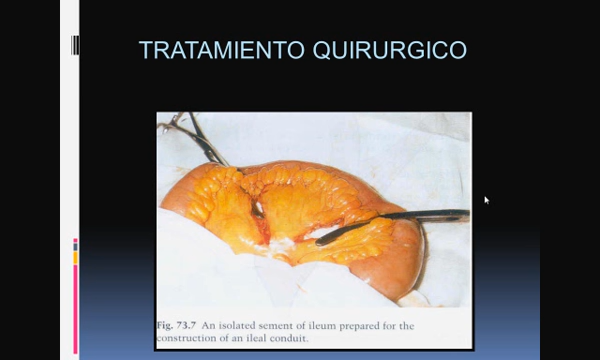 TRATAMIENTO QUIRURGICO
Fig. 73.7 An isolated sement of ileum prepared for the
construction of an ileal conduit.